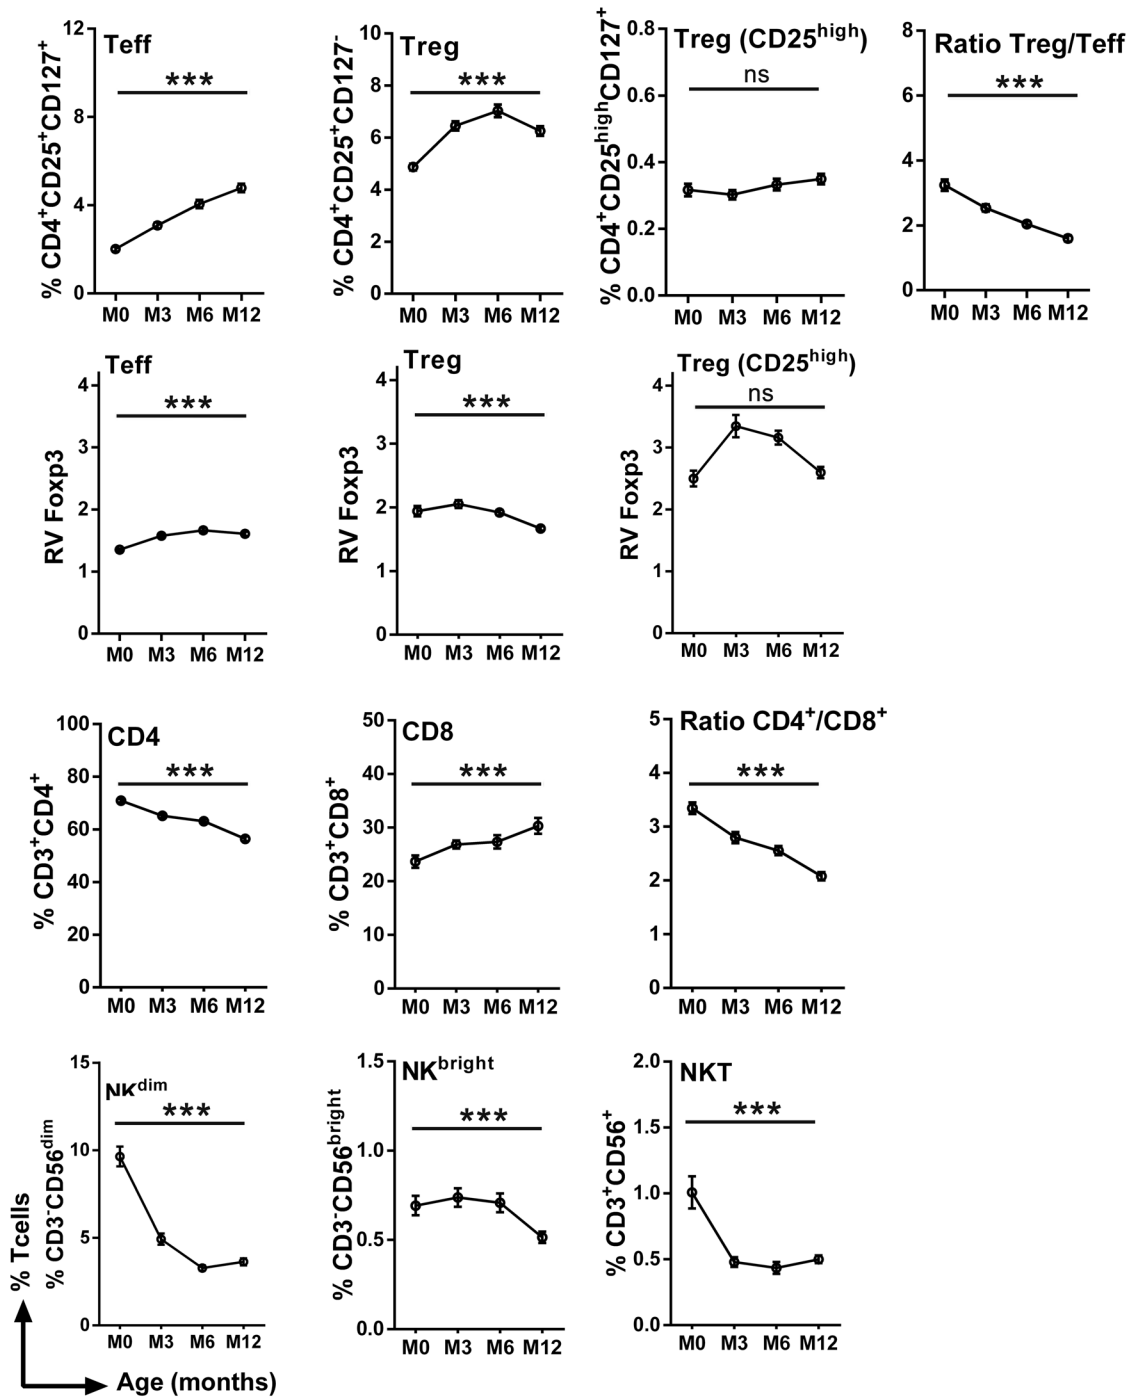 Teff
***
% CD4⁺CD25⁺CD127⁺
12
8
4
0
M0 M3 M6 M12
Treg
***
% CD4⁺CD25⁺CD127⁻
10
8
6
4
2
0
M0 M3 M6 M12
Treg (CD25ʰⁱᵍʰ)
ns
% CD4⁺CD25ʰⁱᵍʰCD127⁺
0.8
0.6
0.4
0.2
0.0
M0 M3 M6 M12
Ratio Treg/Teff
***
8
6
4
2
0
M0 M3 M6 M12
Teff
***
RV Foxp3
4
3
2
1
0
M0 M3 M6 M12
Treg
***
RV Foxp3
4
3
2
1
0
M0 M3 M6 M12
Treg (CD25ʰⁱᵍʰ)
ns
RV Foxp3
4
3
2
1
0
M0 M3 M6 M12
CD4
***
% CD3⁺CD4⁺
100
80
60
40
20
0
M0 M3 M6 M12
CD8
***
% CD3⁺CD8⁺
50
40
30
20
10
0
M0 M3 M6 M12
Ratio CD4⁺/CD8⁺
***
5
4
3
2
1
0
M0 M3 M6 M12
NKᵈⁱᵐ
***
% CD3⁻CD56ᵈⁱᵐ
15
10
5
0
M0 M3 M6 M12
NKᵇʳⁱᵍʰᵗ
***
% CD3⁻CD56ᵇʳⁱᵍʰᵗ
1.5
1.0
0.5
0.0
M0 M3 M6 M12
NKT
***
% CD3⁺CD56⁺
2.0
1.5
1.0
0.5
0.0
M0 M3 M6 M12
% Tcells
Age (months)